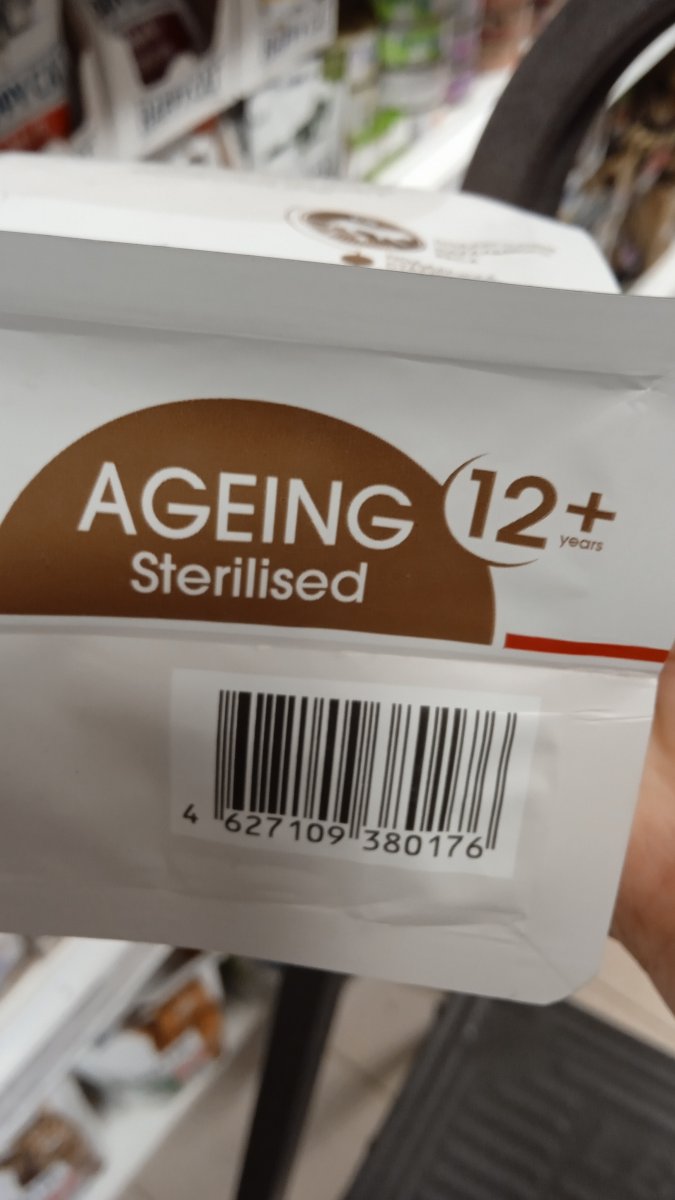 AGEING
12+
years
Sterilised
4 627109 380176